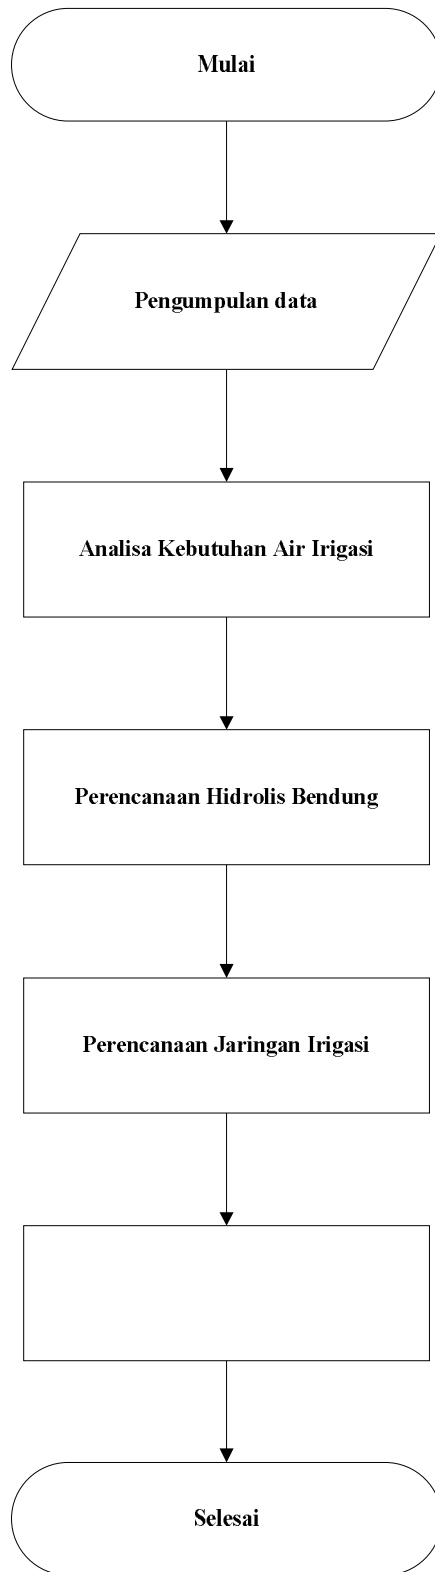 Mulai
Pengumpulan data
Analisa Kebutuhan Air Irigasi
Perencanaan Hidrolis Bendung
Perencanaan Jaringan Irigasi
Selesai